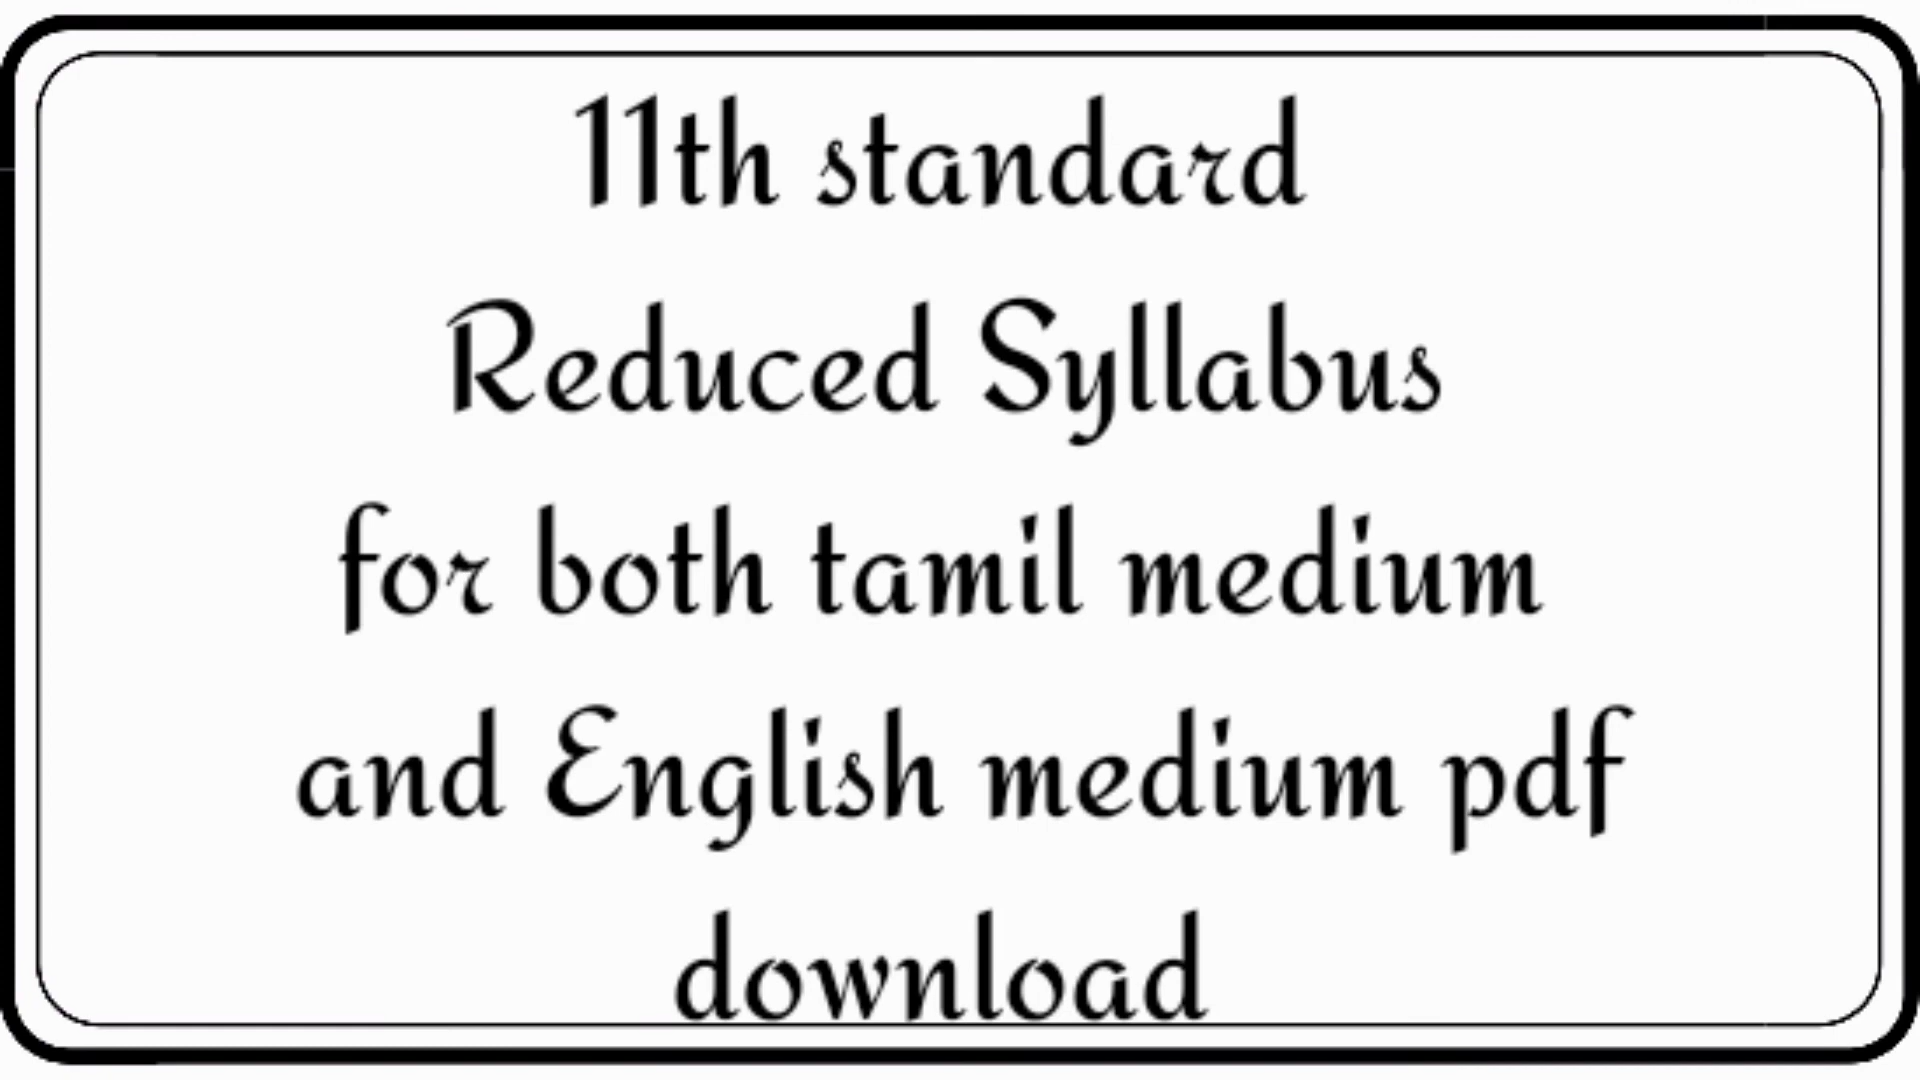 11th standard
Reduced Syllabus
for both tamil medium
and English medium pdf
download